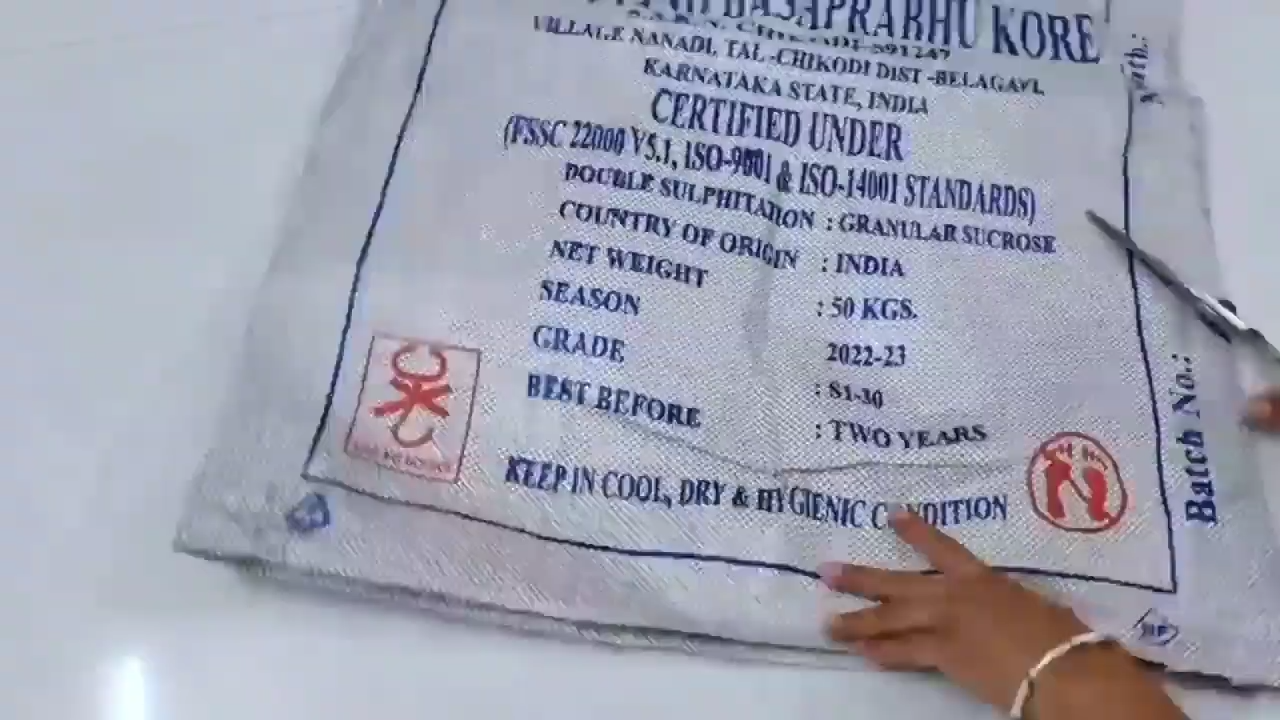 BASAPRABHU KORE
VILLAGE NANADI, TAL -CHIKODI DIST -BELAGAVI,
KARNATAKA STATE, INDIA
CERTIFIED UNDER
(FSSC 22000 V5.1, ISO-9001 & ISO-14001 STANDARDS)
DOUBLE SULPHITATION : GRANULAR SUCROSE
COUNTRY OF ORIGIN : INDIA
NET WEIGHT : 50 KGS.
SEASON 2022-23
GRADE : S1-30
BEST BEFORE : TWO YEARS
KEEP IN COOL, DRY & HYGIENIC CONDITION
Batch No.: